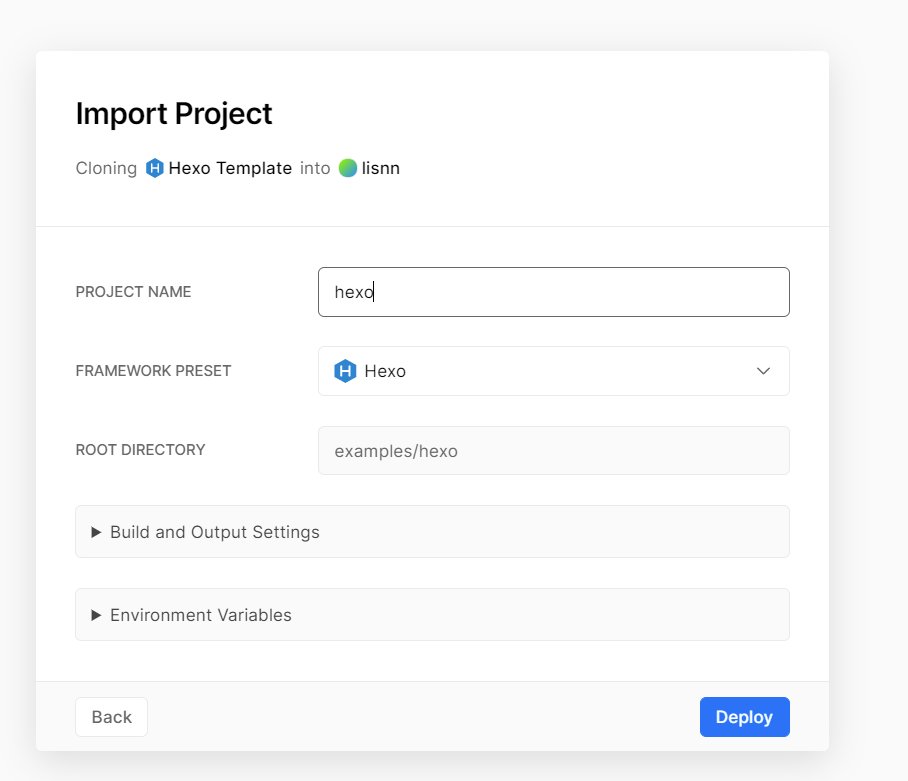 Import Project
Cloning Hexo Template into lisnn
PROJECT NAME hexo
FRAMEWORK PRESET Hexo
ROOT DIRECTORY examples/hexo
Build and Output Settings
Environment Variables
Back Deploy